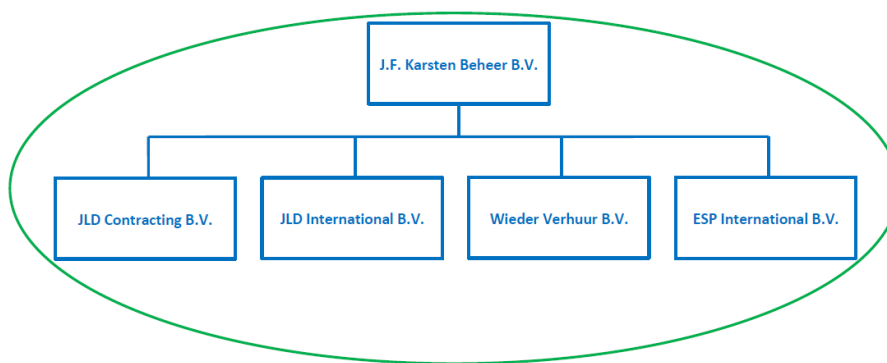 J.F. Karsten Beheer B.V.
JLD Contracting B.V.
JLD International B.V.
Wieder Verhuur B.V.
ESP International B.V.